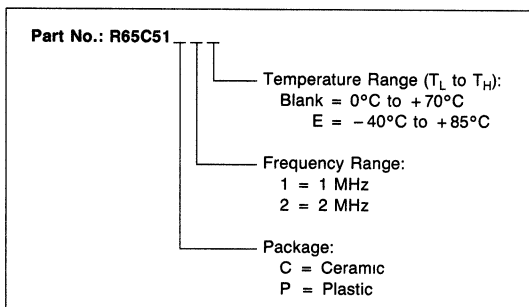 Part No.: R65C51 _ _ _
Temperature Range (TL to TH):
Blank = 0°C to +70°C
E = −40°C to +85°C
Frequency Range:
1 = 1 MHz
2 = 2 MHz
Package:
C = Ceramic
P = Plastic